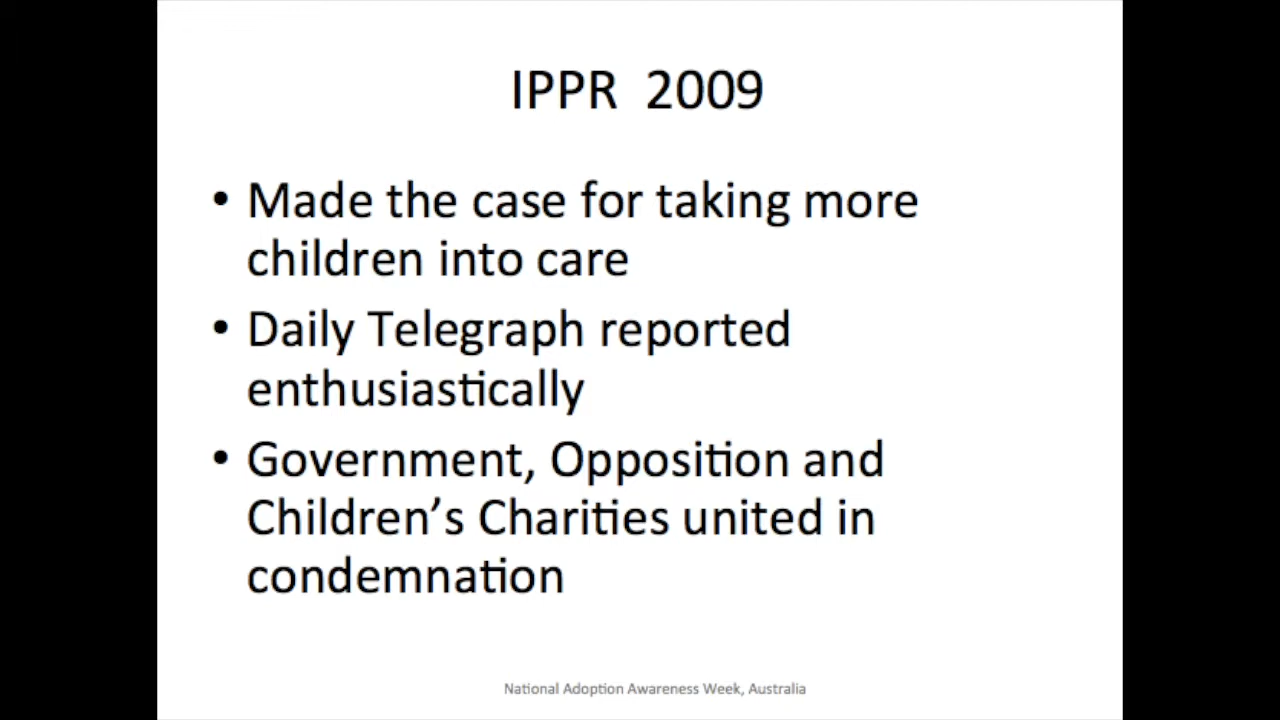 IPPR 2009
• Made the case for taking more
children into care
• Daily Telegraph reported
enthusiastically
• Government, Opposition and
Children’s Charities united in
condemnation
National Adoption Awareness Week, Australia